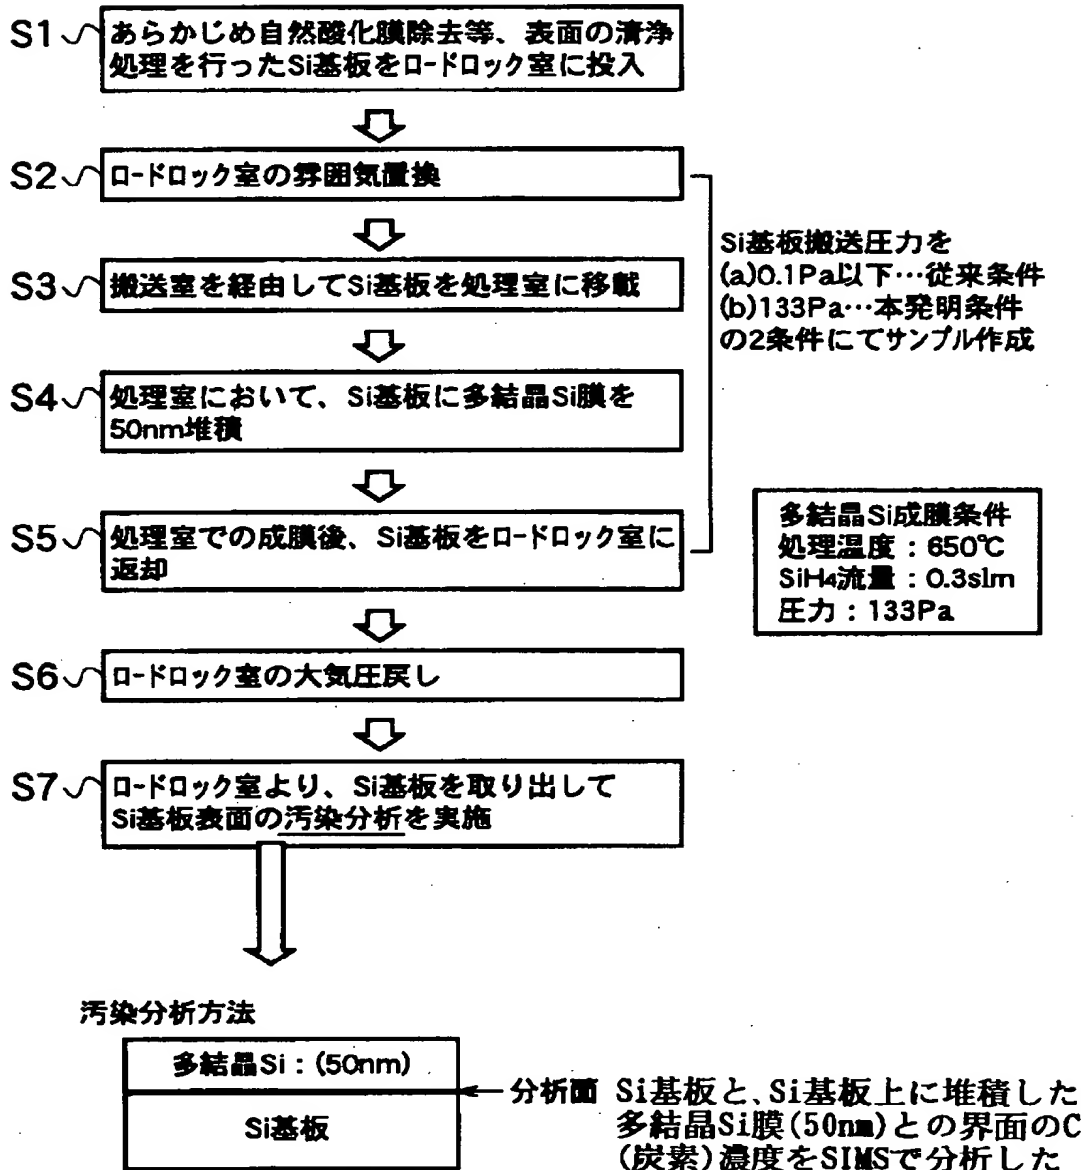 S1 あらかじめ自然酸化膜除去等、表面の清浄
処理を行ったSi基板をロードロック室に投入
S2 ロードロック室の雰囲気置換
S3 搬送室を経由してSi基板を処理室に移載
Si基板搬送圧力を
(a)0.1Pa以下…従来条件
(b)133Pa…本発明条件
の2条件にてサンプル作成
S4 処理室において、Si基板に多結晶Si膜を
50nm堆積
S5 処理室での成膜後、Si基板をロードロック室に
返却
多結晶Si成膜条件
処理温度:650℃
SiH4流量:0.3slm
圧力:133Pa
S6 ロードロック室の大気圧戻し
S7 ロードロック室より、Si基板を取り出して
Si基板表面の汚染分析を実施
汚染分析方法
多結晶Si:(50nm)
Si基板
分析面 Si基板と、Si基板上に堆積した
多結晶Si膜(50nm)との界面のC
(炭素)濃度をSIMSで分析した